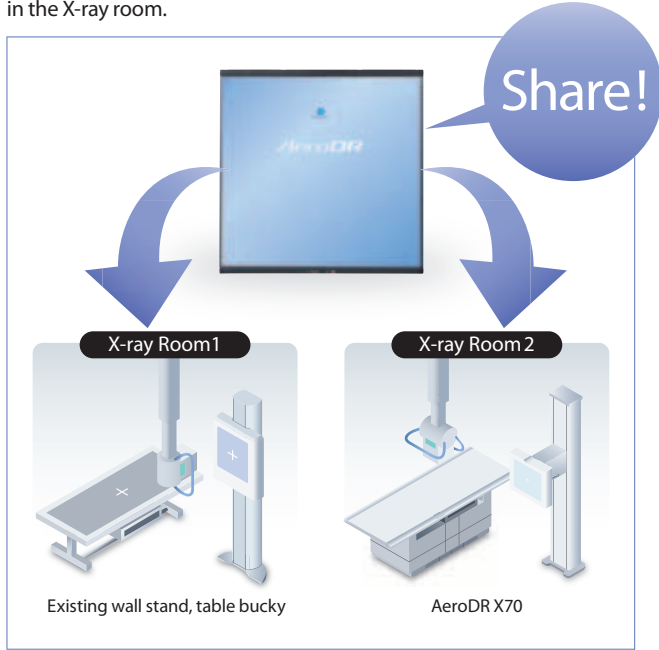 in the X-ray room.
Share!
AeroDR
X-ray Room1
X-ray Room 2
Existing wall stand, table bucky
AeroDR X70